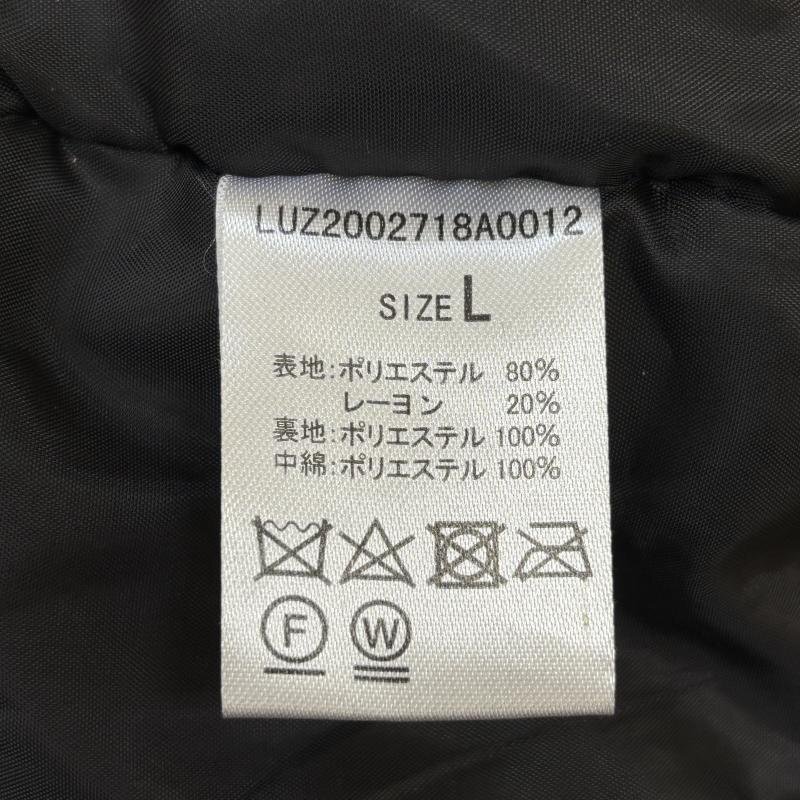 LUZ2002718A0012
SIZE L
表地:ポリエステル 80%
レーヨン 20%
裏地:ポリエステル 100%
中綿:ポリエステル 100%
F W